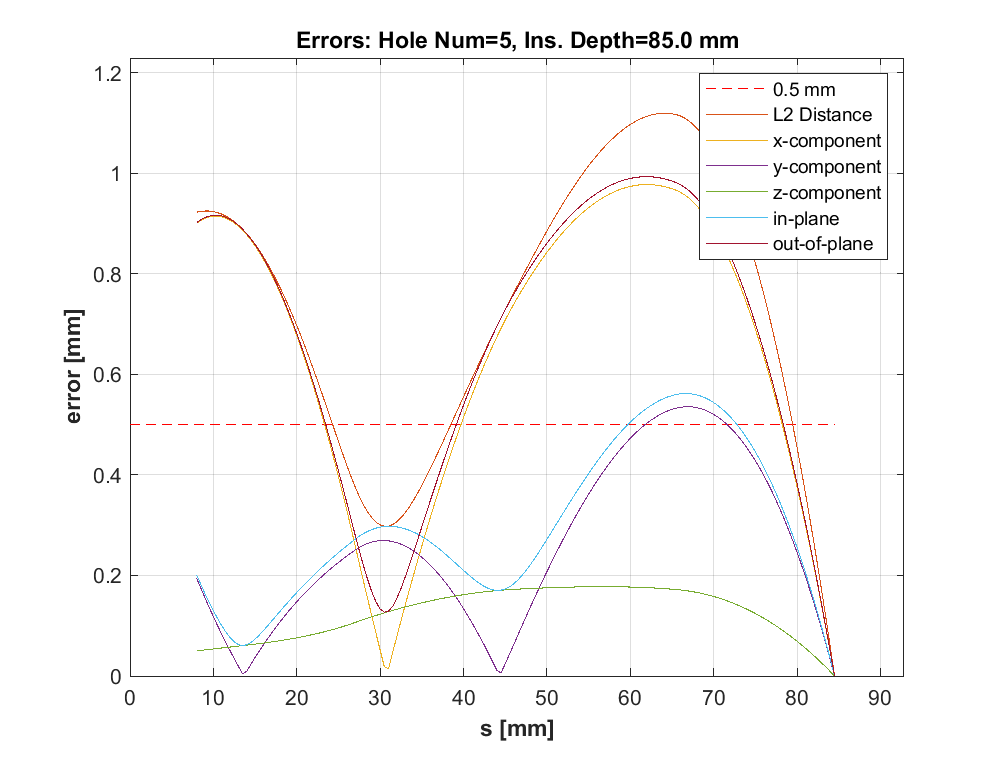 Errors: Hole Num=5, Ins. Depth=85.0 mm
1.2
1
0.8
0.6
0.4
0.2
0
error [mm]
0.5 mm
L2 Distance
x-component
y-component
z-component
in-plane
out-of-plane
0 10 20 30 40 50 60 70 80 90
s [mm]